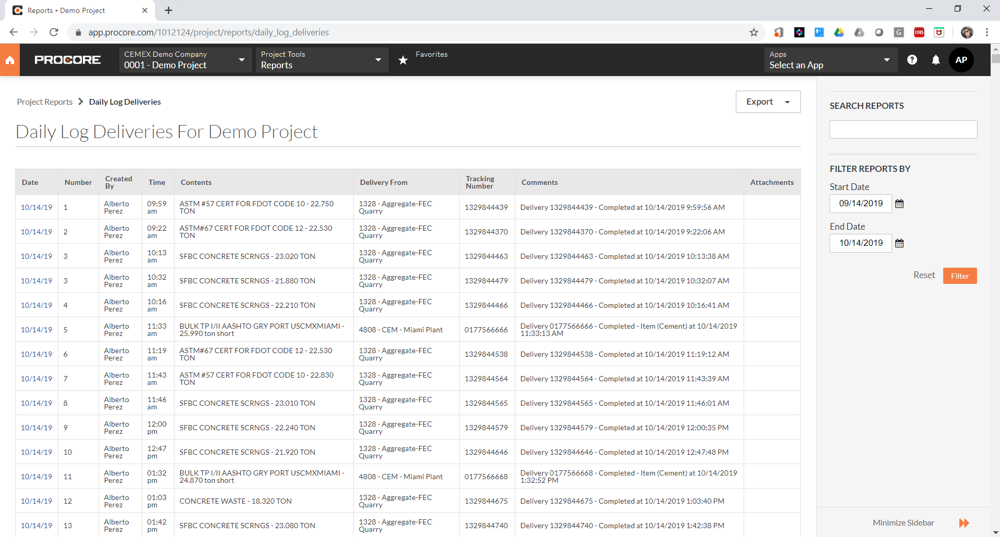 Reports • Demo Project
app.procore.com/1012124/project/reports/daily_log_deliveries
G
CORS
PROCORE
CEMEX Demo Company
0001 - Demo Project
Project Tools
Reports
Favorites
Apps
Select an App
?
AP
Project Reports
Daily Log Deliveries
Export
Daily Log Deliveries For Demo Project
Date Number Created By Time Contents Delivery From Tracking Number Comments Attachments
10/14/19 1 Alberto Perez 09:59 am ASTM #57 CERT FOR FDOT CODE 10 - 22.750 TON 1328 - Aggregate-FEC Quarry 1329844439 Delivery 1329844439 - Completed at 10/14/2019 9:59:56 AM
10/14/19 2 Alberto Perez 09:22 am ASTM#67 CERT FOR FDOT CODE 12 - 22.530 TON 1328 - Aggregate-FEC Quarry 1329844370 Delivery 1329844370 - Completed at 10/14/2019 9:22:06 AM
10/14/19 3 Alberto Perez 10:13 am SFBC CONCRETE SCRNGS - 23.020 TON 1328 - Aggregate-FEC Quarry 1329844463 Delivery 1329844463 - Completed at 10/14/2019 10:13:38 AM
10/14/19 3 Alberto Perez 10:32 am SFBC CONCRETE SCRNGS - 21.880 TON 1328 - Aggregate-FEC Quarry 1329844479 Delivery 1329844479 - Completed at 10/14/2019 10:32:07 AM
10/14/19 4 Alberto Perez 10:16 am SFBC CONCRETE SCRNGS - 22.210 TON 1328 - Aggregate-FEC Quarry 1329844466 Delivery 1329844466 - Completed at 10/14/2019 10:16:41 AM
10/14/19 5 Alberto Perez 11:33 am BULK TP I/II AASHTO GRY PORT USCMXMIAMI - 25.990 ton short 4808 - CEM - Miami Plant 0177566666 Delivery 0177566666 - Completed - Item (Cement) at 10/14/2019 11:33:13 AM
10/14/19 6 Alberto Perez 11:19 am ASTM#67 CERT FOR FDOT CODE 12 - 22.530 TON 1328 - Aggregate-FEC Quarry 1329844538 Delivery 1329844538 - Completed at 10/14/2019 11:19:12 AM
10/14/19 7 Alberto Perez 11:43 am ASTM #57 CERT FOR FDOT CODE 10 - 22.830 TON 1328 - Aggregate-FEC Quarry 1329844564 Delivery 1329844564 - Completed at 10/14/2019 11:43:39 AM
10/14/19 8 Alberto Perez 11:46 am SFBC CONCRETE SCRNGS - 23.010 TON 1328 - Aggregate-FEC Quarry 1329844565 Delivery 1329844565 - Completed at 10/14/2019 11:46:01 AM
10/14/19 9 Alberto Perez 12:00 pm SFBC CONCRETE SCRNGS - 22.240 TON 1328 - Aggregate-FEC Quarry 1329844579 Delivery 1329844579 - Completed at 10/14/2019 12:00:35 PM
10/14/19 10 Alberto Perez 12:47 pm SFBC CONCRETE SCRNGS - 21.920 TON 1328 - Aggregate-FEC Quarry 1329844646 Delivery 1329844646 - Completed at 10/14/2019 12:47:48 PM
10/14/19 11 Alberto Perez 01:32 pm BULK TP I/II AASHTO GRY PORT USCMXMIAMI - 24.870 ton short 4808 - CEM - Miami Plant 0177566668 Delivery 0177566668 - Completed - Item (Cement) at 10/14/2019 1:32:52 PM
10/14/19 12 Alberto Perez 01:03 pm CONCRETE WASTE - 18.320 TON 1328 - Aggregate-FEC Quarry 1329844675 Delivery 1329844675 - Completed at 10/14/2019 1:03:40 PM
10/14/19 13 Alberto Perez 01:42 pm SFBC CONCRETE SCRNGS - 23.080 TON 1328 - Aggregate-FEC Quarry 1329844740 Delivery 1329844740 - Completed at 10/14/2019 1:42:38 PM
SEARCH REPORTS
FILTER REPORTS BY
Start Date
09/14/2019
End Date
10/14/2019
Reset
Filter
Minimize Sidebar